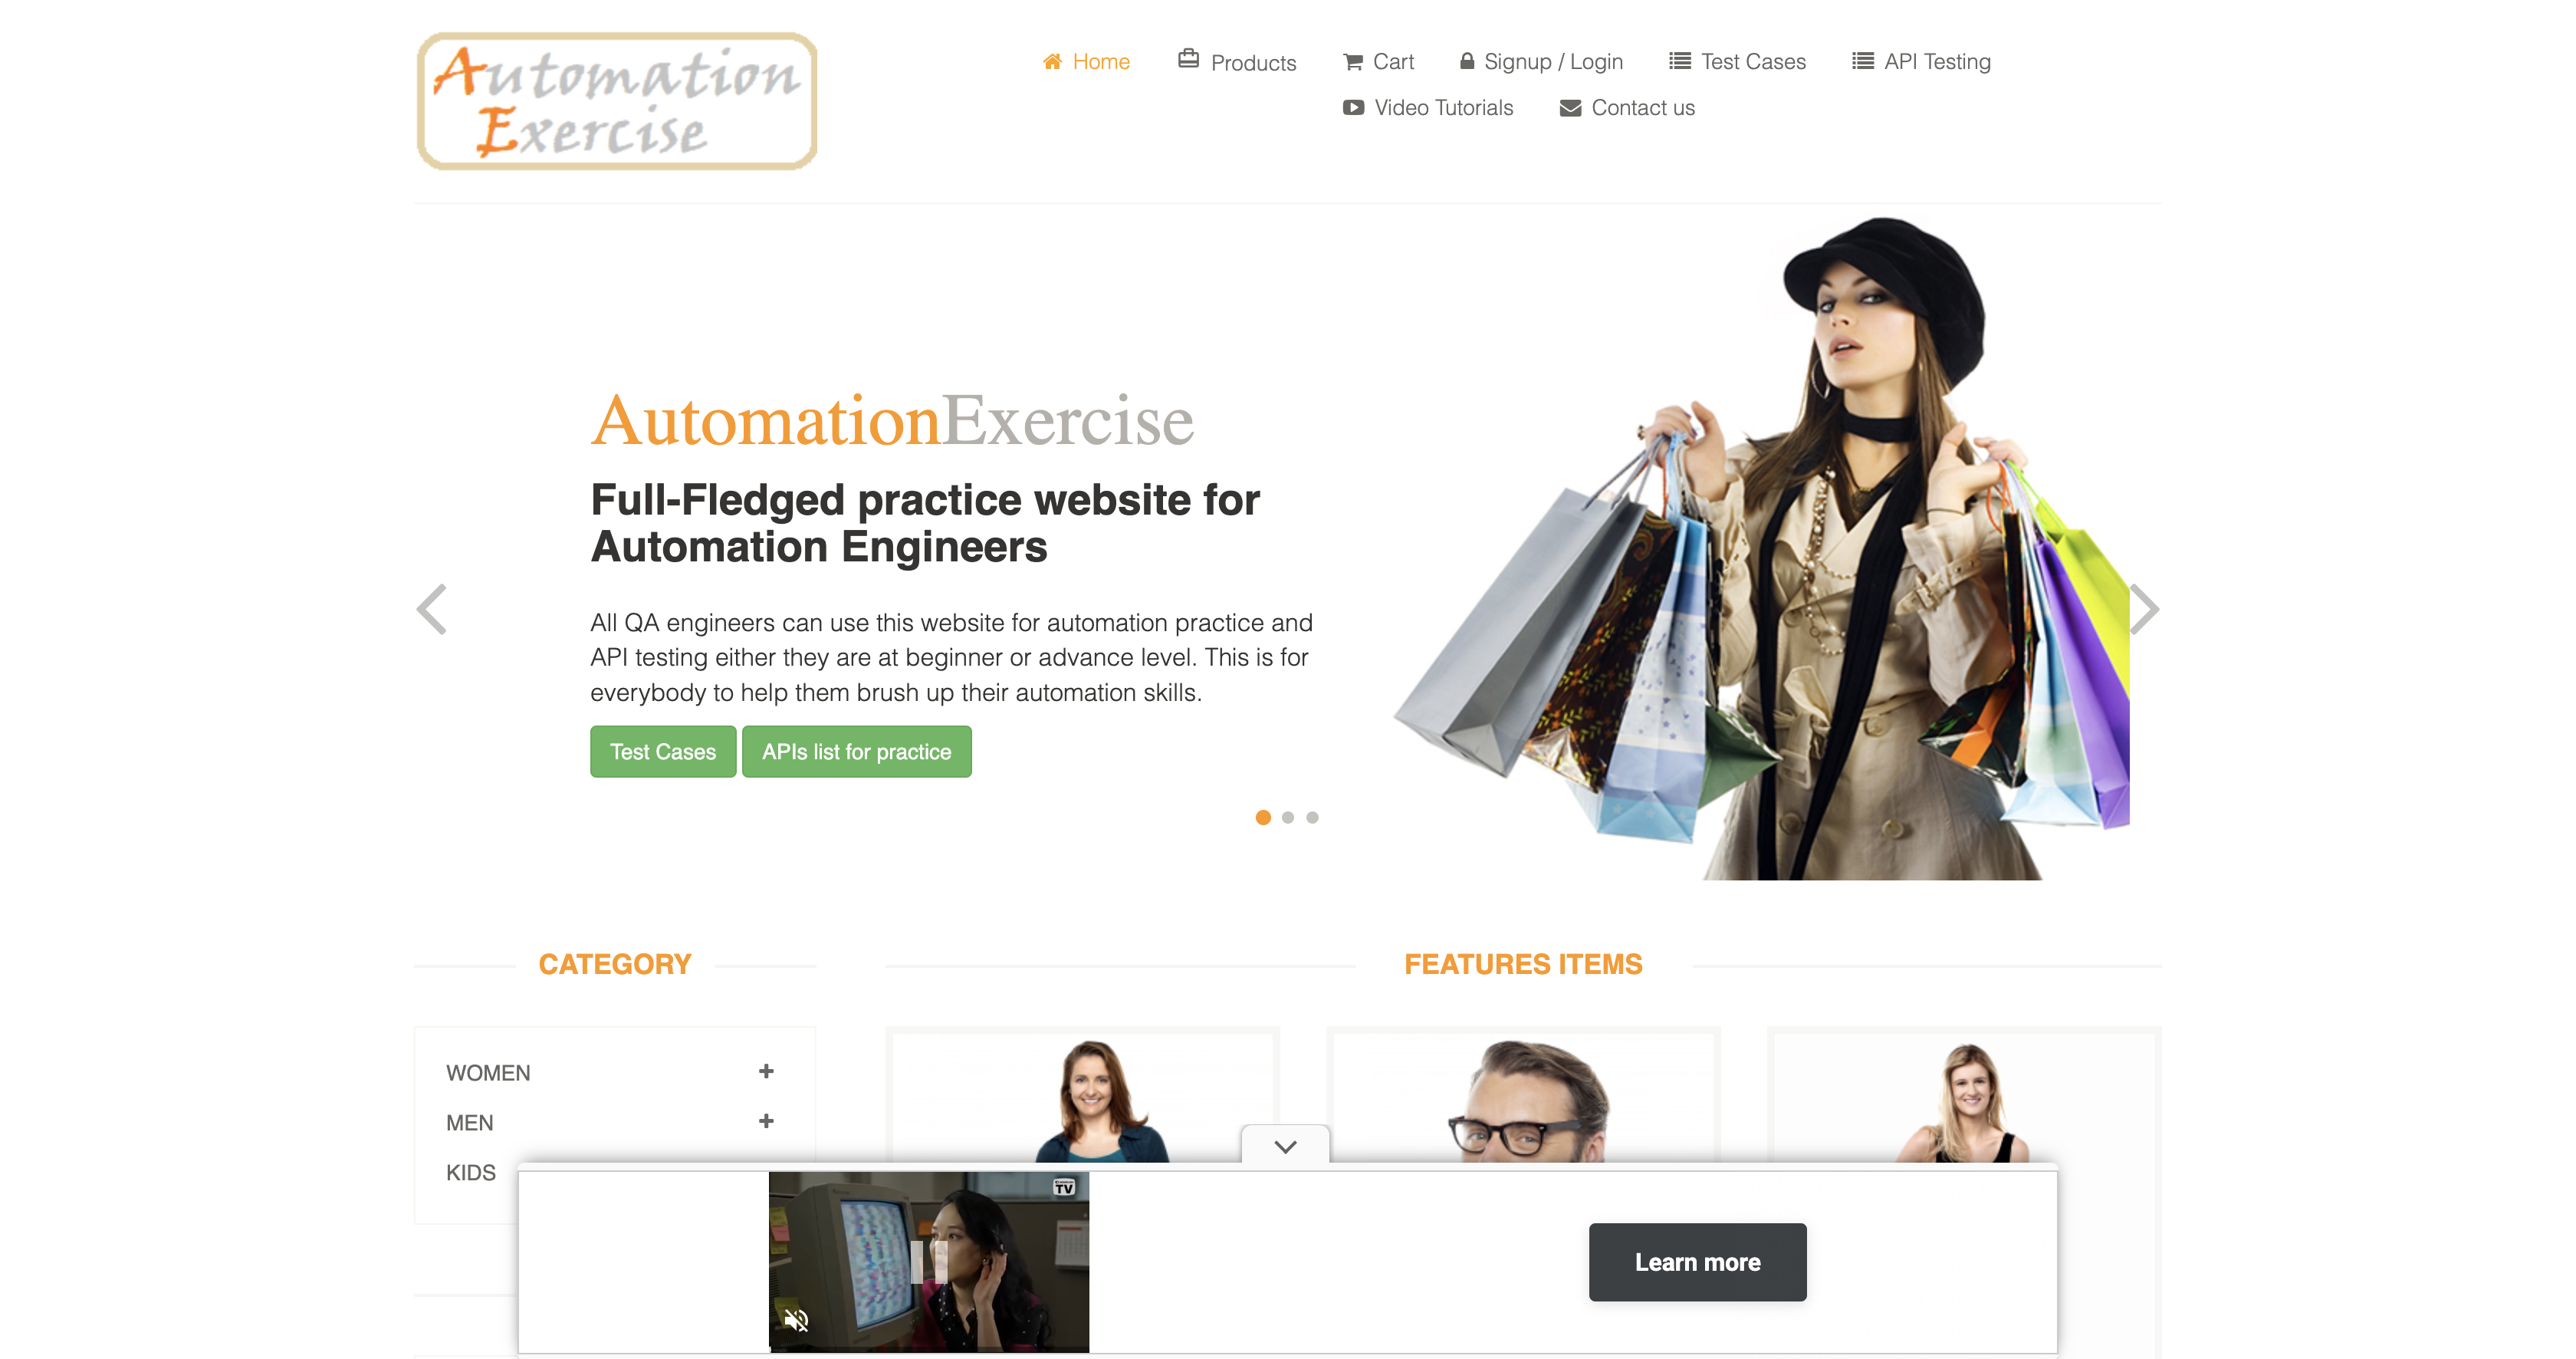 Automation
Exercise
Home Products Cart Signup / Login Test Cases API Testing
Video Tutorials Contact us
AutomationExercise
Full-Fledged practice website for
Automation Engineers
All QA engineers can use this website for automation practice and
API testing either they are at beginner or advance level. This is for
everybody to help them brush up their automation skills.
Test Cases APIs list for practice
CATEGORY
FEATURES ITEMS
WOMEN
MEN
KIDS
TV
Learn more